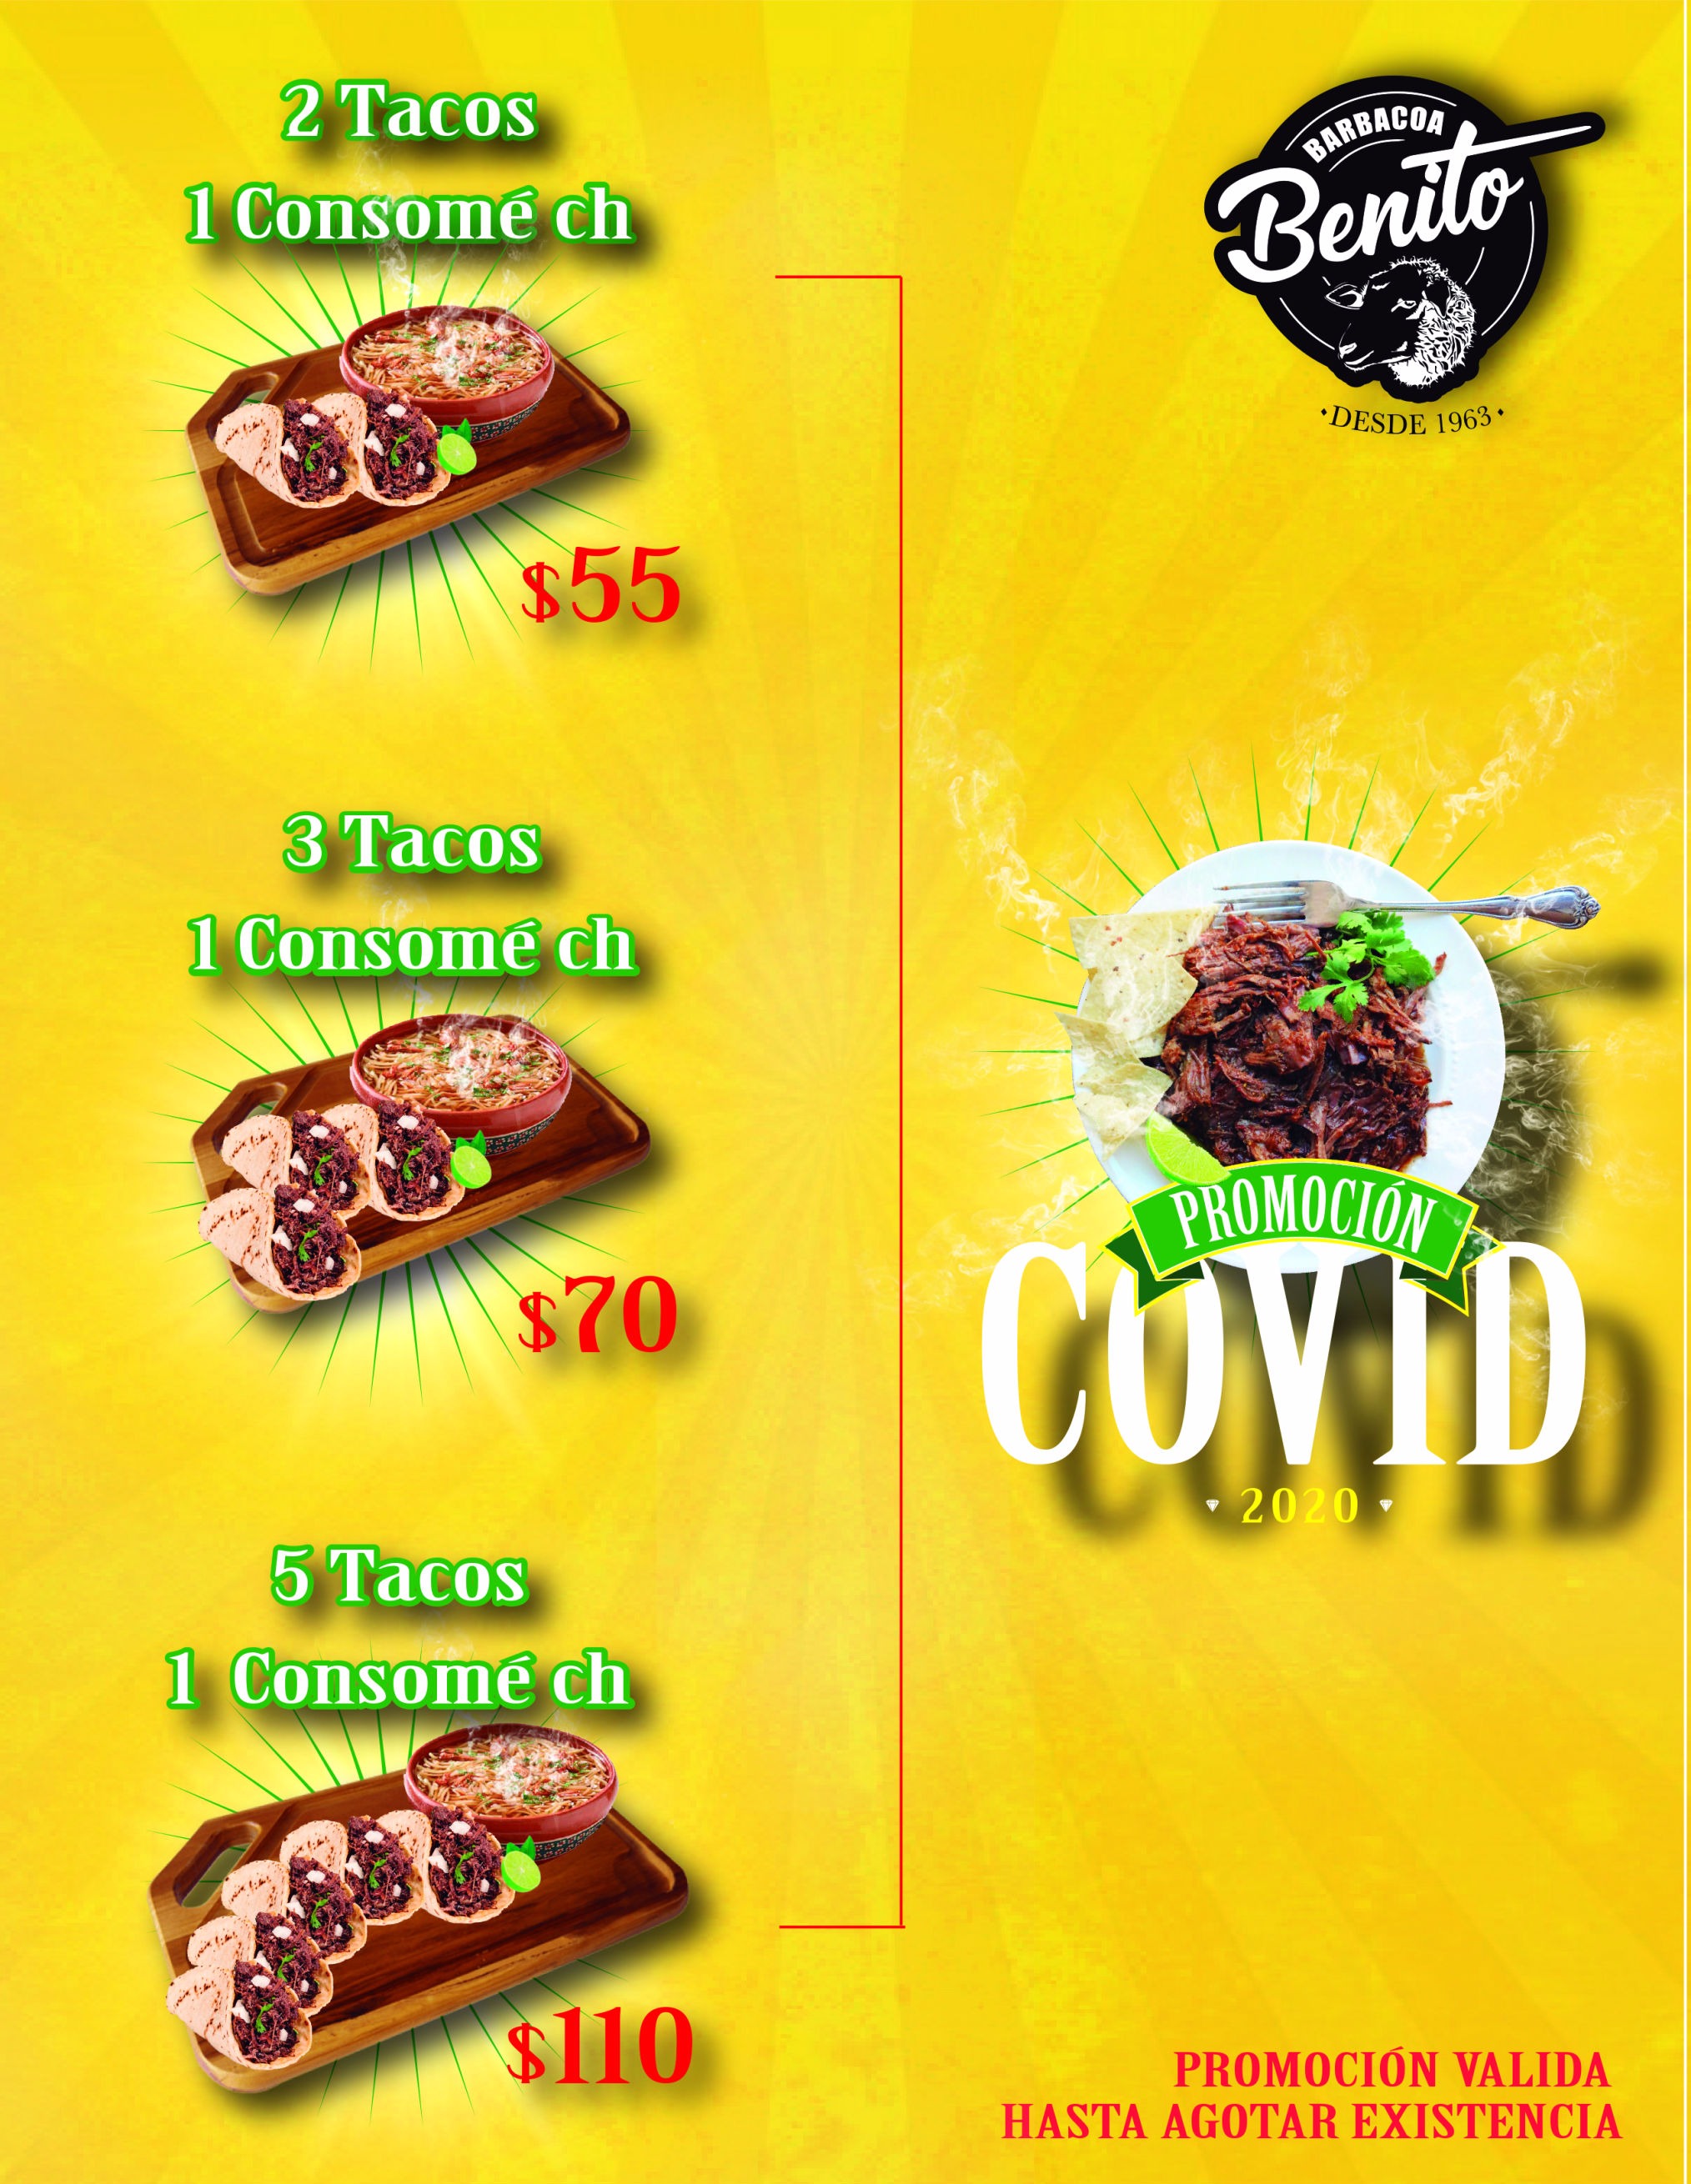 2 Tacos
1 Consomé ch
$55
3 Tacos
1 Consomé ch
$70
5 Tacos
1 Consomé ch
$110
BARBACOA
Benito
•DESDE 1963•
PROMOCIÓN
COVID
2020
PROMOCIÓN VALIDA
HASTA AGOTAR EXISTENCIA